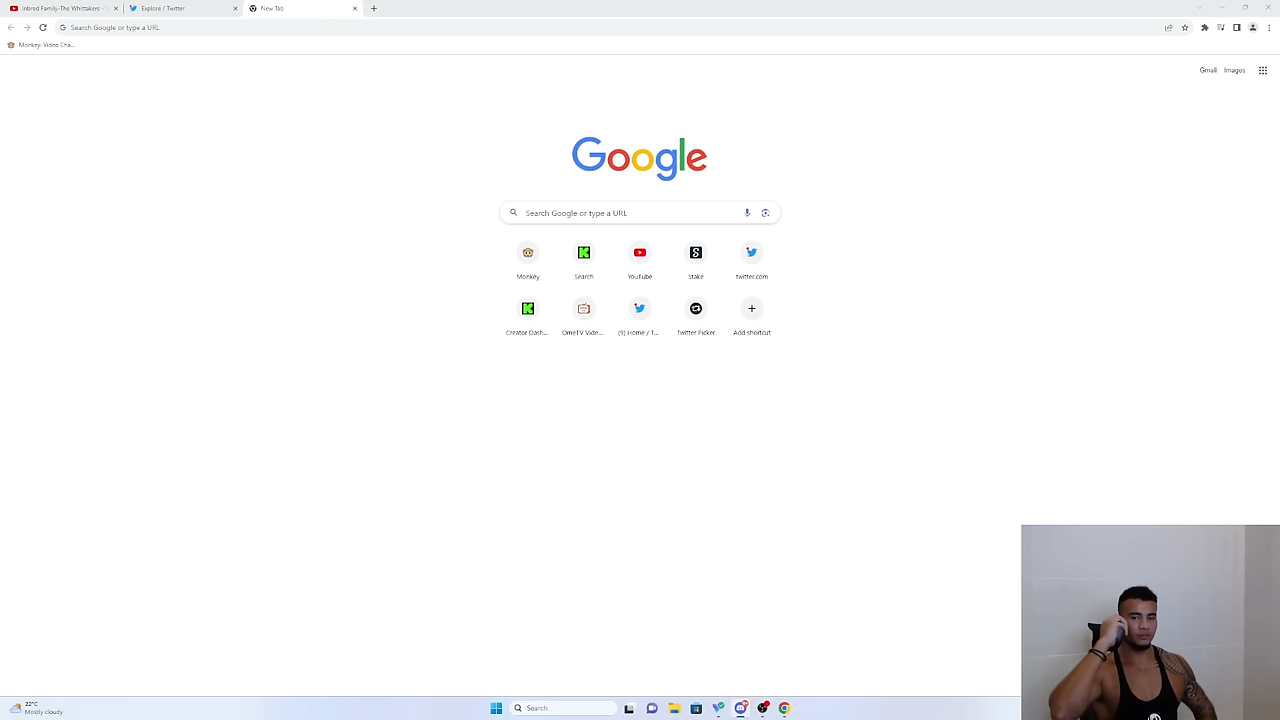 Inbred Family-The Whittakers -
Explore / Twitter
New Tab
Search Google or type a URL
Monkey: Video Cha...
Gmail
Images
Google
Search Google or type a URL
Monkey
Search
YouTube
Stake
twitter.com
Creator Dash...
OmeTV Vide...
(9) Home / T...
Twitter Picker
Add shortcut
22°C
Mostly cloudy
Search